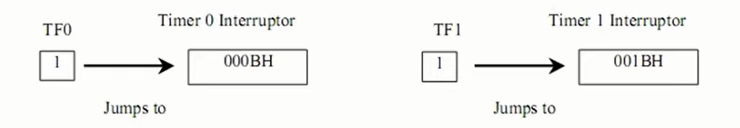 TF0
Timer 0 Interruptor
1
000BH
Jumps to
TF1
Timer 1 Interruptor
1
001BH
Jumps to